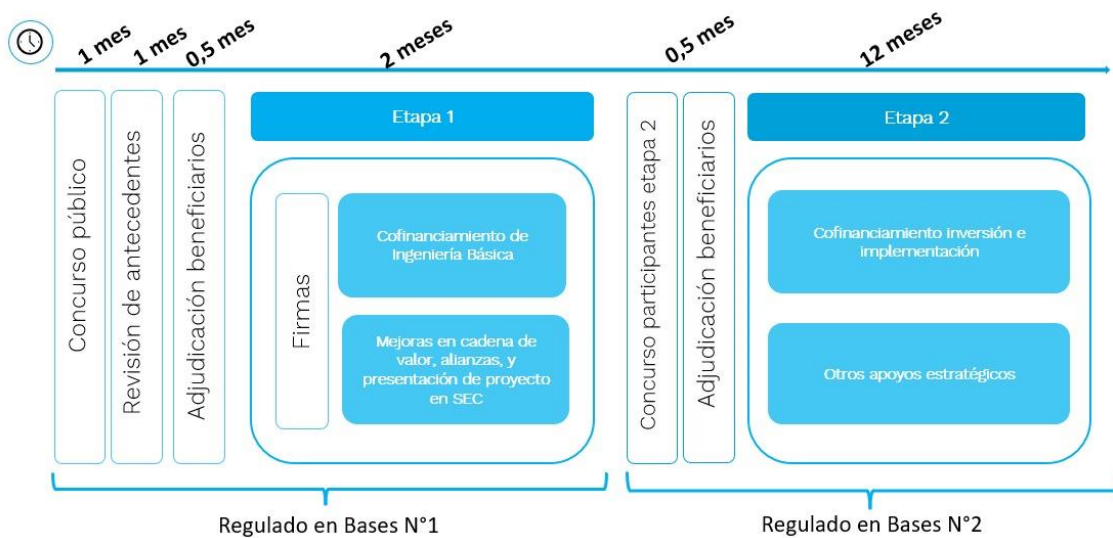 1 mes
1 mes
0,5 mes
2 meses
0,5 mes
12 meses
Concurso público
Revisión de antecedentes
Adjudicación beneficiarios
Etapa 1
Firmas
Cofinanciamiento de
Ingeniería Básica
Mejoras en cadena de
valor, alianzas, y
presentación de proyecto
en SEC
Concurso participantes etapa 2
Adjudicación beneficiarios
Etapa 2
Cofinanciamiento inversión e
implementación
Otros apoyos estratégicos
Regulado en Bases N°1
Regulado en Bases N°2